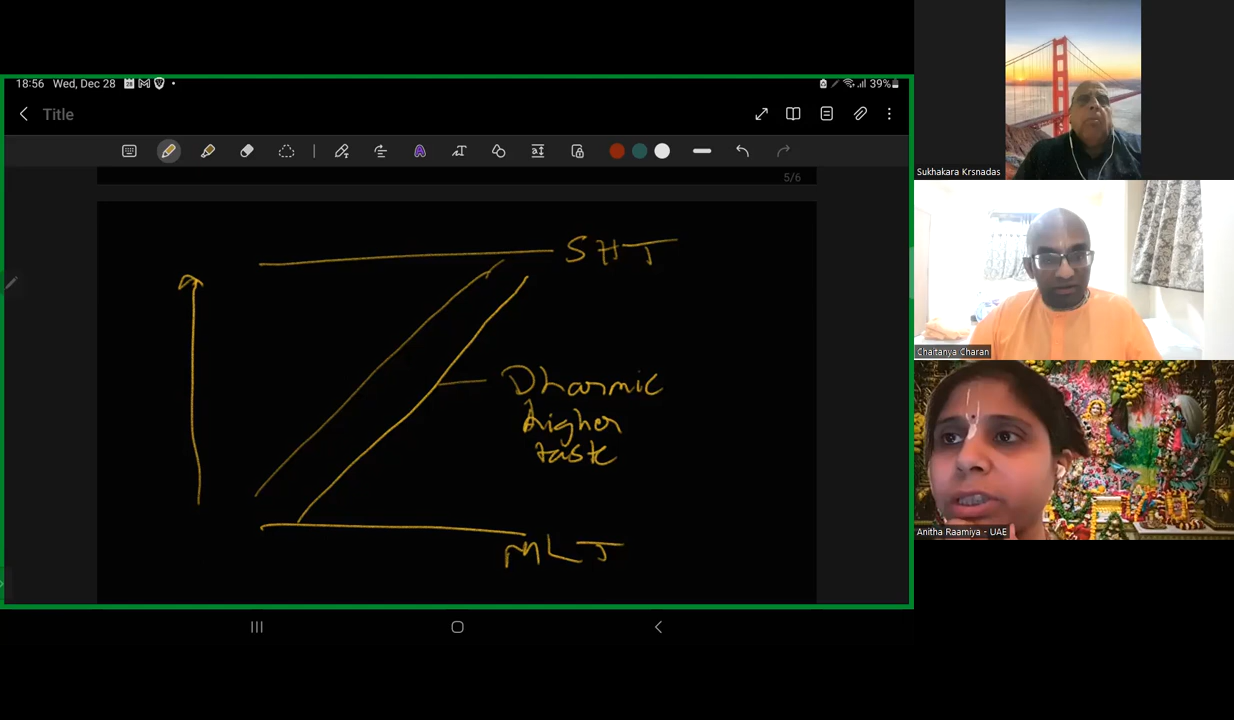 18:56 Wed, Dec 28
39%
Title
5/6
SHT
Dharmic
higher
taste
MLT
Sukhakara Krsnadas
Chaitanya Charan
Anitha Raamiya - UAE